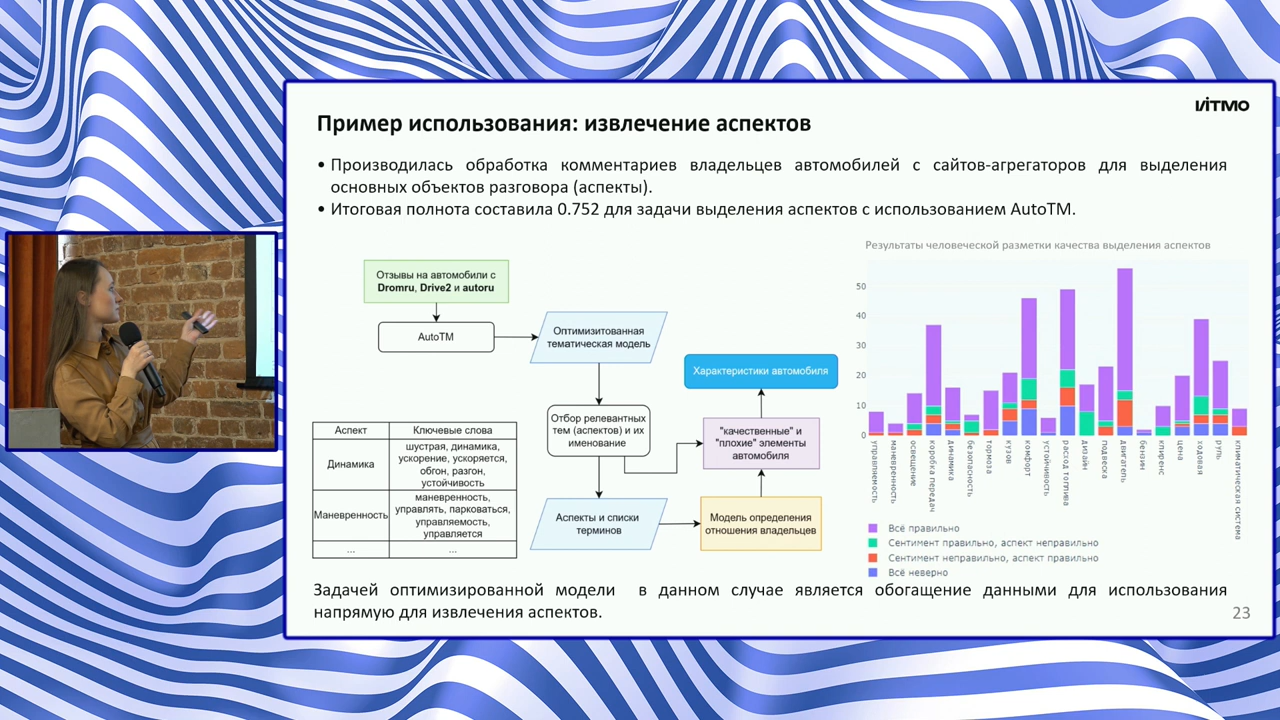 ИТМО
Пример использования: извлечение аспектов
• Производилась обработка комментариев владельцев автомобилей с сайтов-агрегаторов для выделения
основных объектов разговора (аспекты).
• Итоговая полнота составила 0.752 для задачи выделения аспектов с использованием AutoTM.
Отзывы на автомобили с
Dromru, Drive2 и autoru
AutoTM
Оптимизитованная
тематическая модель
Отбор релевантных
тем (аспектов) и их
именование
Характеристики автомобиля
"качественные" и
"плохие" элементы
автомобиля
Аспекты и списки
терминов
Модель определения
отношения владельцев
Аспект
Ключевые слова
Динамика
шустрая, динамика,
ускорение, ускоряется,
обгон, разгон,
устойчивость
Маневренность
маневренность,
управлять, парковаться,
управляемость,
управляется
...
...
Результаты человеческой разметки качества выделения аспектов
50
40
30
20
10
0
управляемость
маневренность
освещение
коробка передач
динамика
безопасность
тормоза
кузов
комфорт
устойчивость
расход топлива
дизайн
подвеска
двигатель
бензин
клиренс
цена
ходовая
руль
климатическая система
Всё правильно
Сентимент правильно, аспект неправильно
Сентимент неправильно, аспект правильно
Всё неверно
Задачей оптимизированной модели в данном случае является обогащение данными для использования
напрямую для извлечения аспектов.
23